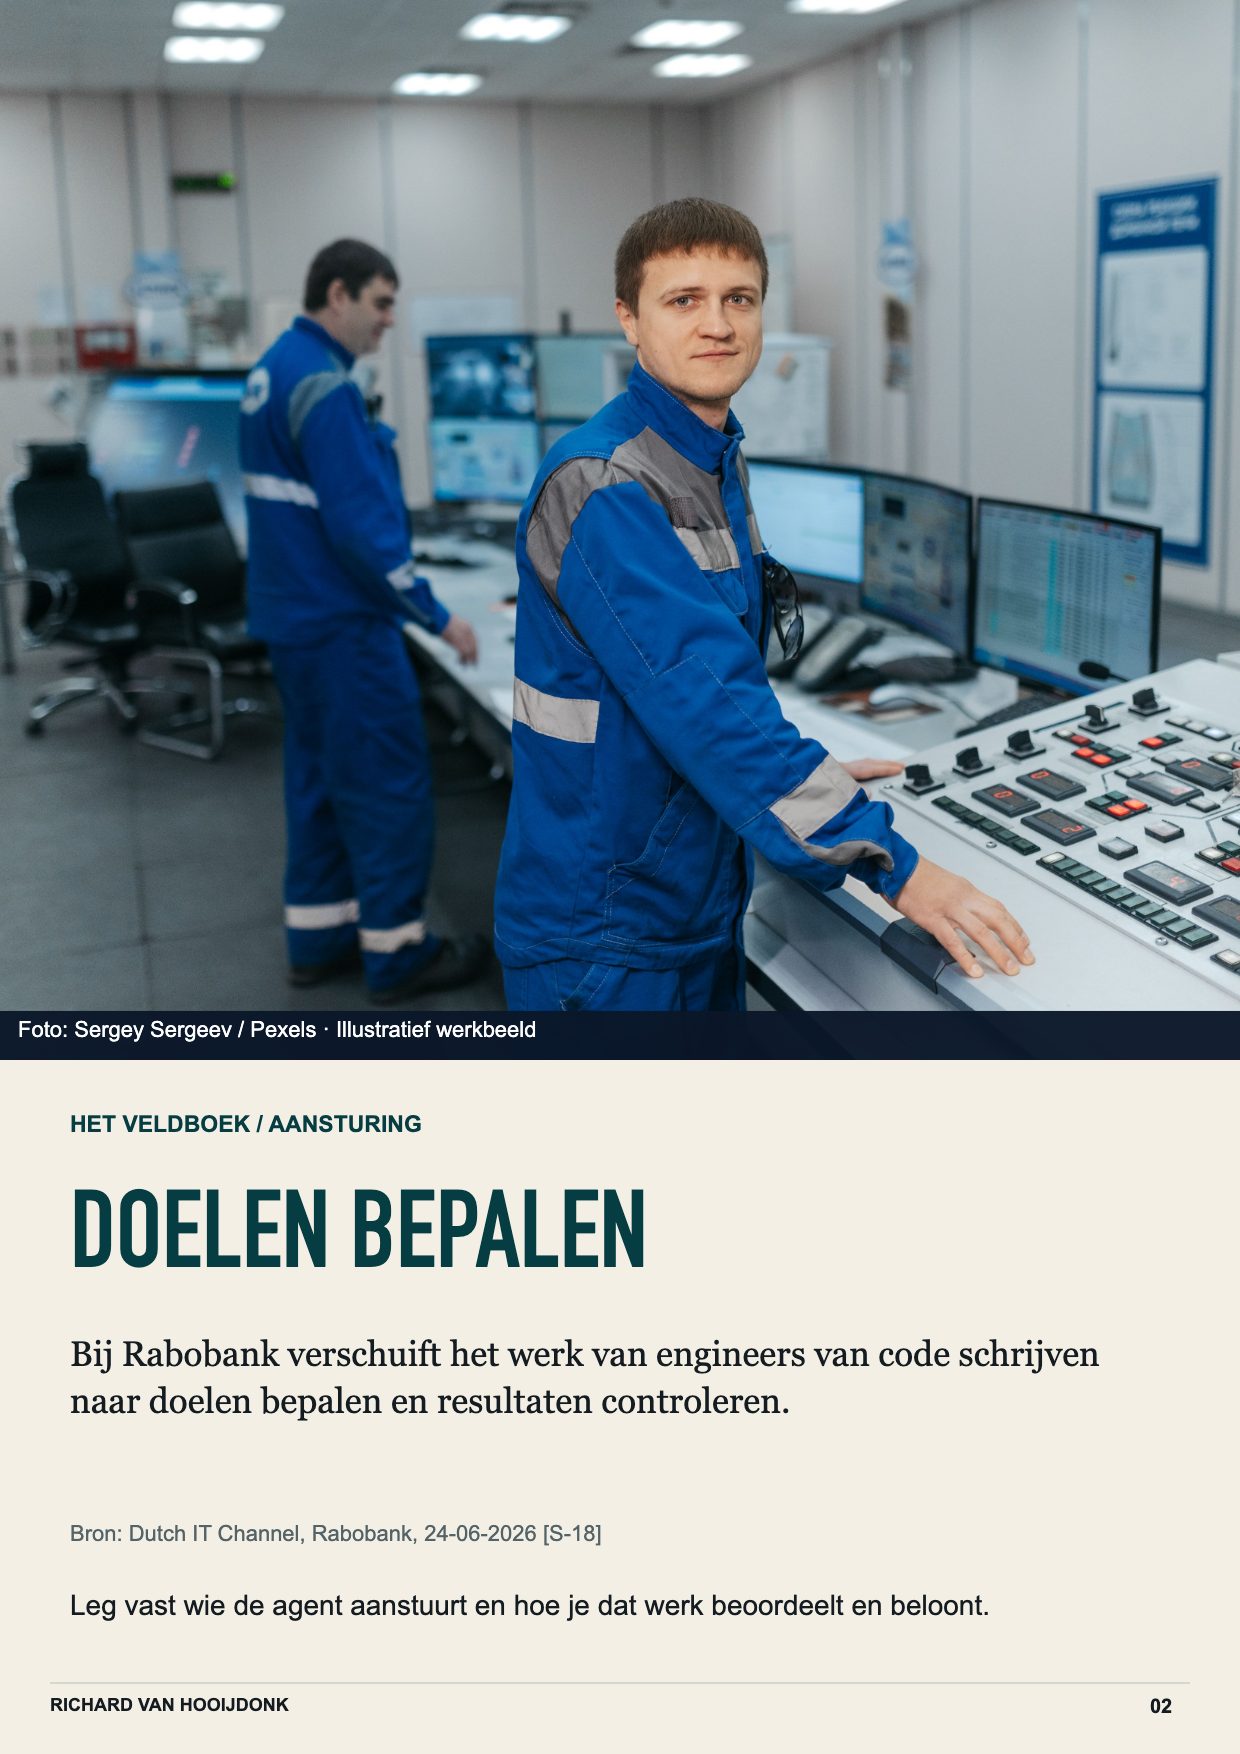 Foto: Sergey Sergeev / Pexels · Illustratief werkbeeld
HET VELDBOEK / AANSTURING
DOELEN BEPALEN
Bij Rabobank verschuift het werk van engineers van code schrijven
naar doelen bepalen en resultaten controleren.
Bron: Dutch IT Channel, Rabobank, 24-06-2026 [S-18]
Leg vast wie de agent aanstuurt en hoe je dat werk beoordeelt en beloont.
RICHARD VAN HOOIJDONK
02